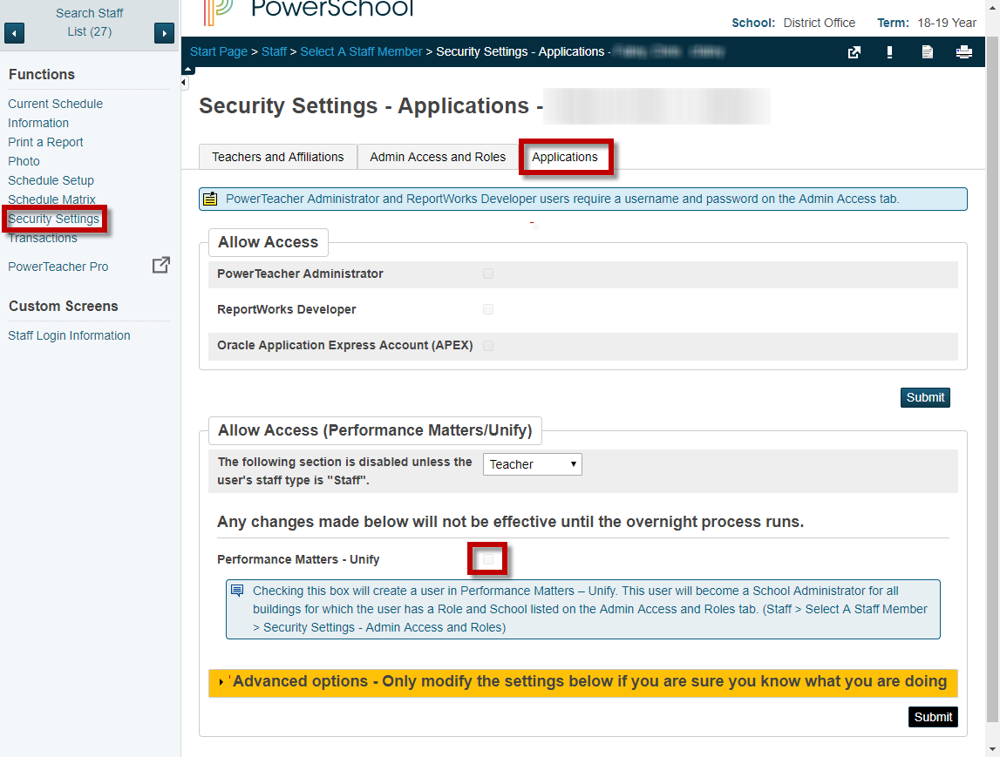 Search Staff
List (27)
Functions
Current Schedule
Information
Print a Report
Photo
Schedule Setup
Schedule Matrix
Security Settings
Transactions
PowerTeacher Pro
Custom Screens
Staff Login Information
PowerSchool
School: District Office Term: 18-19 Year
Start Page > Staff > Select A Staff Member > Security Settings - Applications -
Security Settings - Applications -
Teachers and Affiliations
Admin Access and Roles
Applications
PowerTeacher Administrator and ReportWorks Developer users require a username and password on the Admin Access tab.
Allow Access
PowerTeacher Administrator
ReportWorks Developer
Oracle Application Express Account (APEX)
Submit
Allow Access (Performance Matters/Unify)
The following section is disabled unless the
user's staff type is "Staff".
Teacher
Any changes made below will not be effective until the overnight process runs.
Performance Matters - Unify
Checking this box will create a user in Performance Matters – Unify. This user will become a School Administrator for all
buildings for which the user has a Role and School listed on the Admin Access and Roles tab. (Staff > Select A Staff Member
> Security Settings - Admin Access and Roles)
' Advanced options - Only modify the settings below if you are sure you know what you are doing
Submit